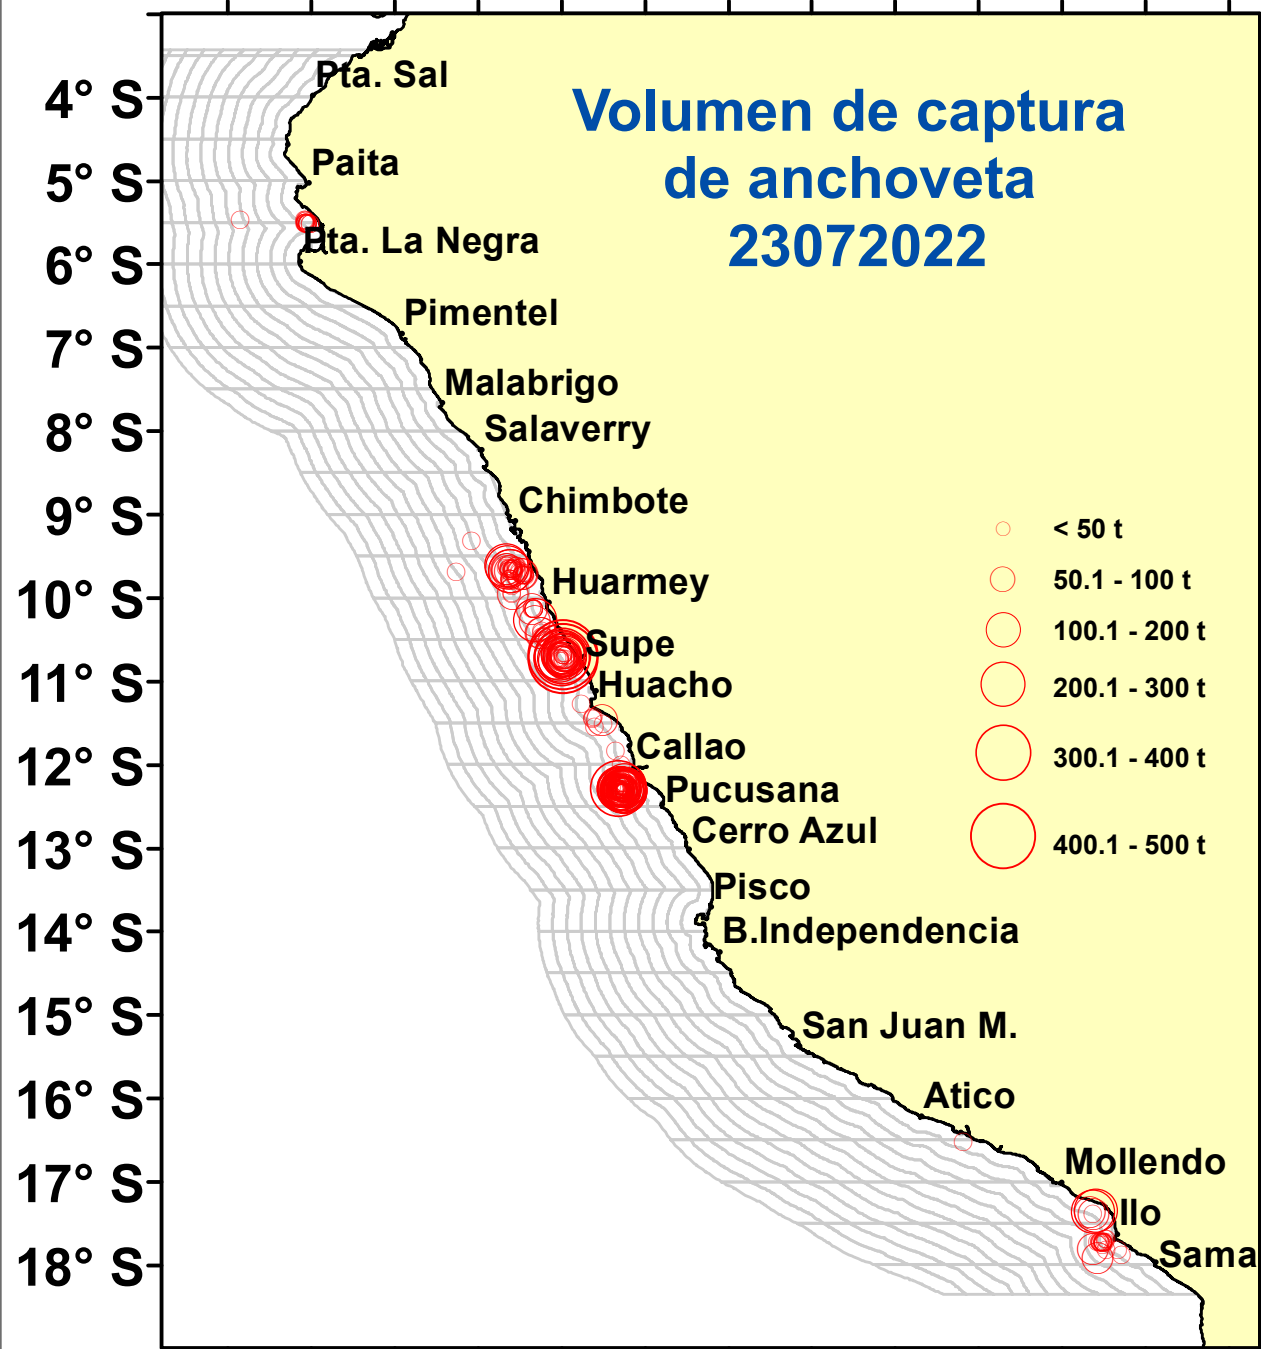 Volumen de captura
de anchoveta
23072022
4° S
5° S
6° S
7° S
8° S
9° S
10° S
11° S
12° S
13° S
14° S
15° S
16° S
17° S
18° S
Pta. Sal
Paita
Pta. La Negra
Pimentel
Malabrigo
Salaverry
Chimbote
Huarmey
Supe
Huacho
Callao
Pucusana
Cerro Azul
Pisco
B.Independencia
San Juan M.
Atico
Mollendo
Ilo
Sama
< 50 t
50.1 - 100 t
100.1 - 200 t
200.1 - 300 t
300.1 - 400 t
400.1 - 500 t